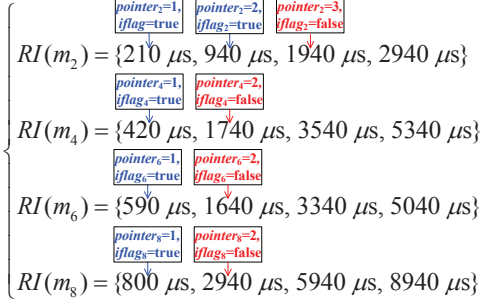 pointer₂=1, iflag=true pointer₂=2, iflag₂=true pointer₂=3, iflag₂=false
RI(m₂) = {210 μs, 940 μs, 1940 μs, 2940 μs}
pointer₄=1, iflag₄=true pointer₄=2, iflag₄=false
RI(m₄) = {420 μs, 1740 μs, 3540 μs, 5340 μs}
pointer₆=1, iflag₆=true pointer₆=2, iflag₆=false
RI(m₆) = {590 μs, 1640 μs, 3340 μs, 5040 μs}
pointer₈=1, iflag₈=true pointer₈=2, iflag₈=false
RI(m₈) = {800 μs, 2940 μs, 5940 μs, 8940 μs}